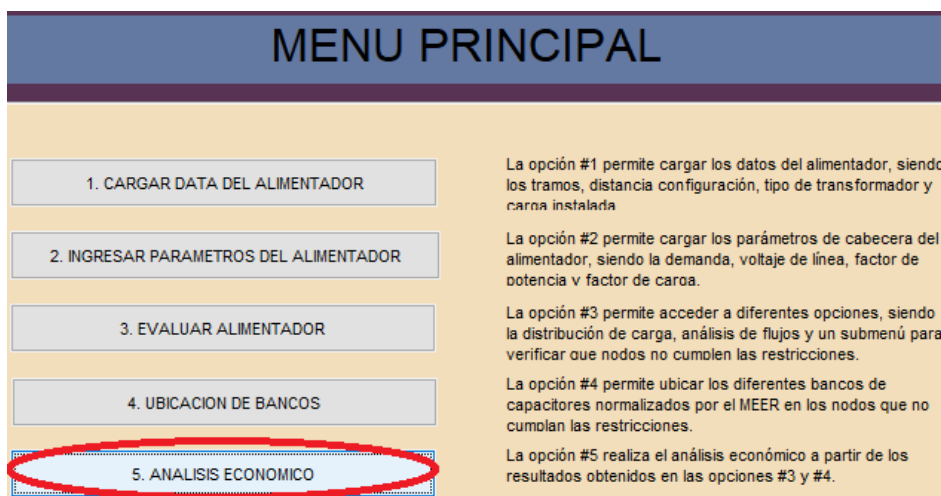 MENU PRINCIPAL
1. CARGAR DATA DEL ALIMENTADOR
La opción #1 permite cargar los datos del alimentador, siendo
los tramos, distancia configuración, tipo de transformador y
carga instalada
2. INGRESAR PARAMETROS DEL ALIMENTADOR
La opción #2 permite cargar los parámetros de cabecera del
alimentador, siendo la demanda, voltaje de línea, factor de
potencia y factor de carga.
3. EVALUAR ALIMENTADOR
La opción #3 permite acceder a diferentes opciones, siendo
la distribución de carga, análisis de flujos y un submenú para
verificar que nodos no cumplen las restricciones.
4. UBICACION DE BANCOS
La opción #4 permite ubicar los diferentes bancos de
capacitores normalizados por el MEER en los nodos que no
cumplan las restricciones.
5. ANALISIS ECONOMICO
La opción #5 realiza el análisis económico a partir de los
resultados obtenidos en las opciones #3 y #4.